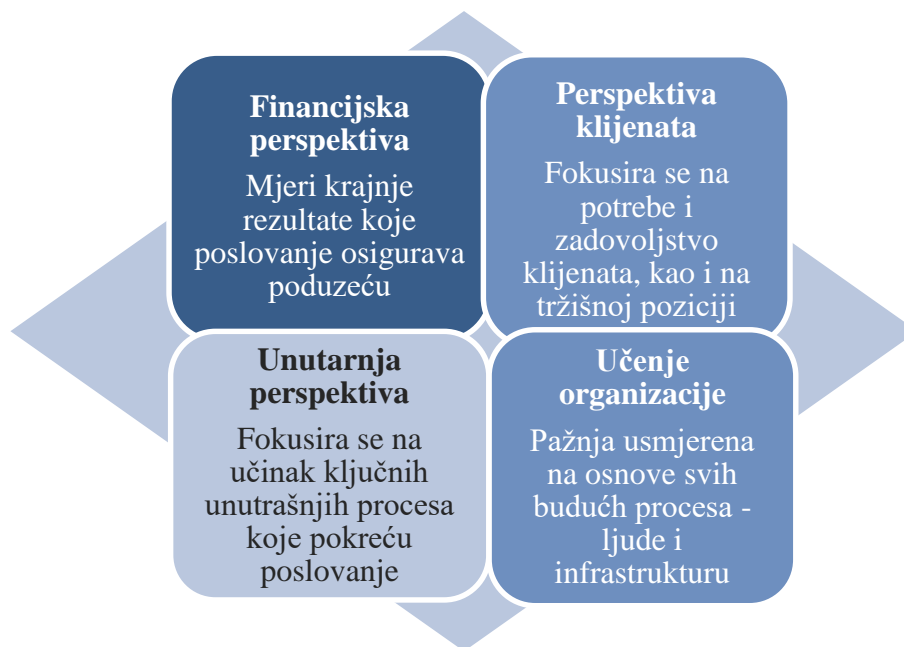 Financijska
perspektiva
Mjeri krajnje
rezultate koje
poslovanje osigurava
poduzeću
Perspektiva
klijenata
Fokusira se na
potrebe i
zadovoljstvo
klijenata, kao i na
tržišnoj poziciji
Unutarnja
perspektiva
Fokusira se na
učinak ključnih
unutrašnjih procesa
koje pokreću
poslovanje
Učenje
organizacije
Pažnja usmjerena
na osnove svih
budućh procesa -
ljude i
infrastrukturu